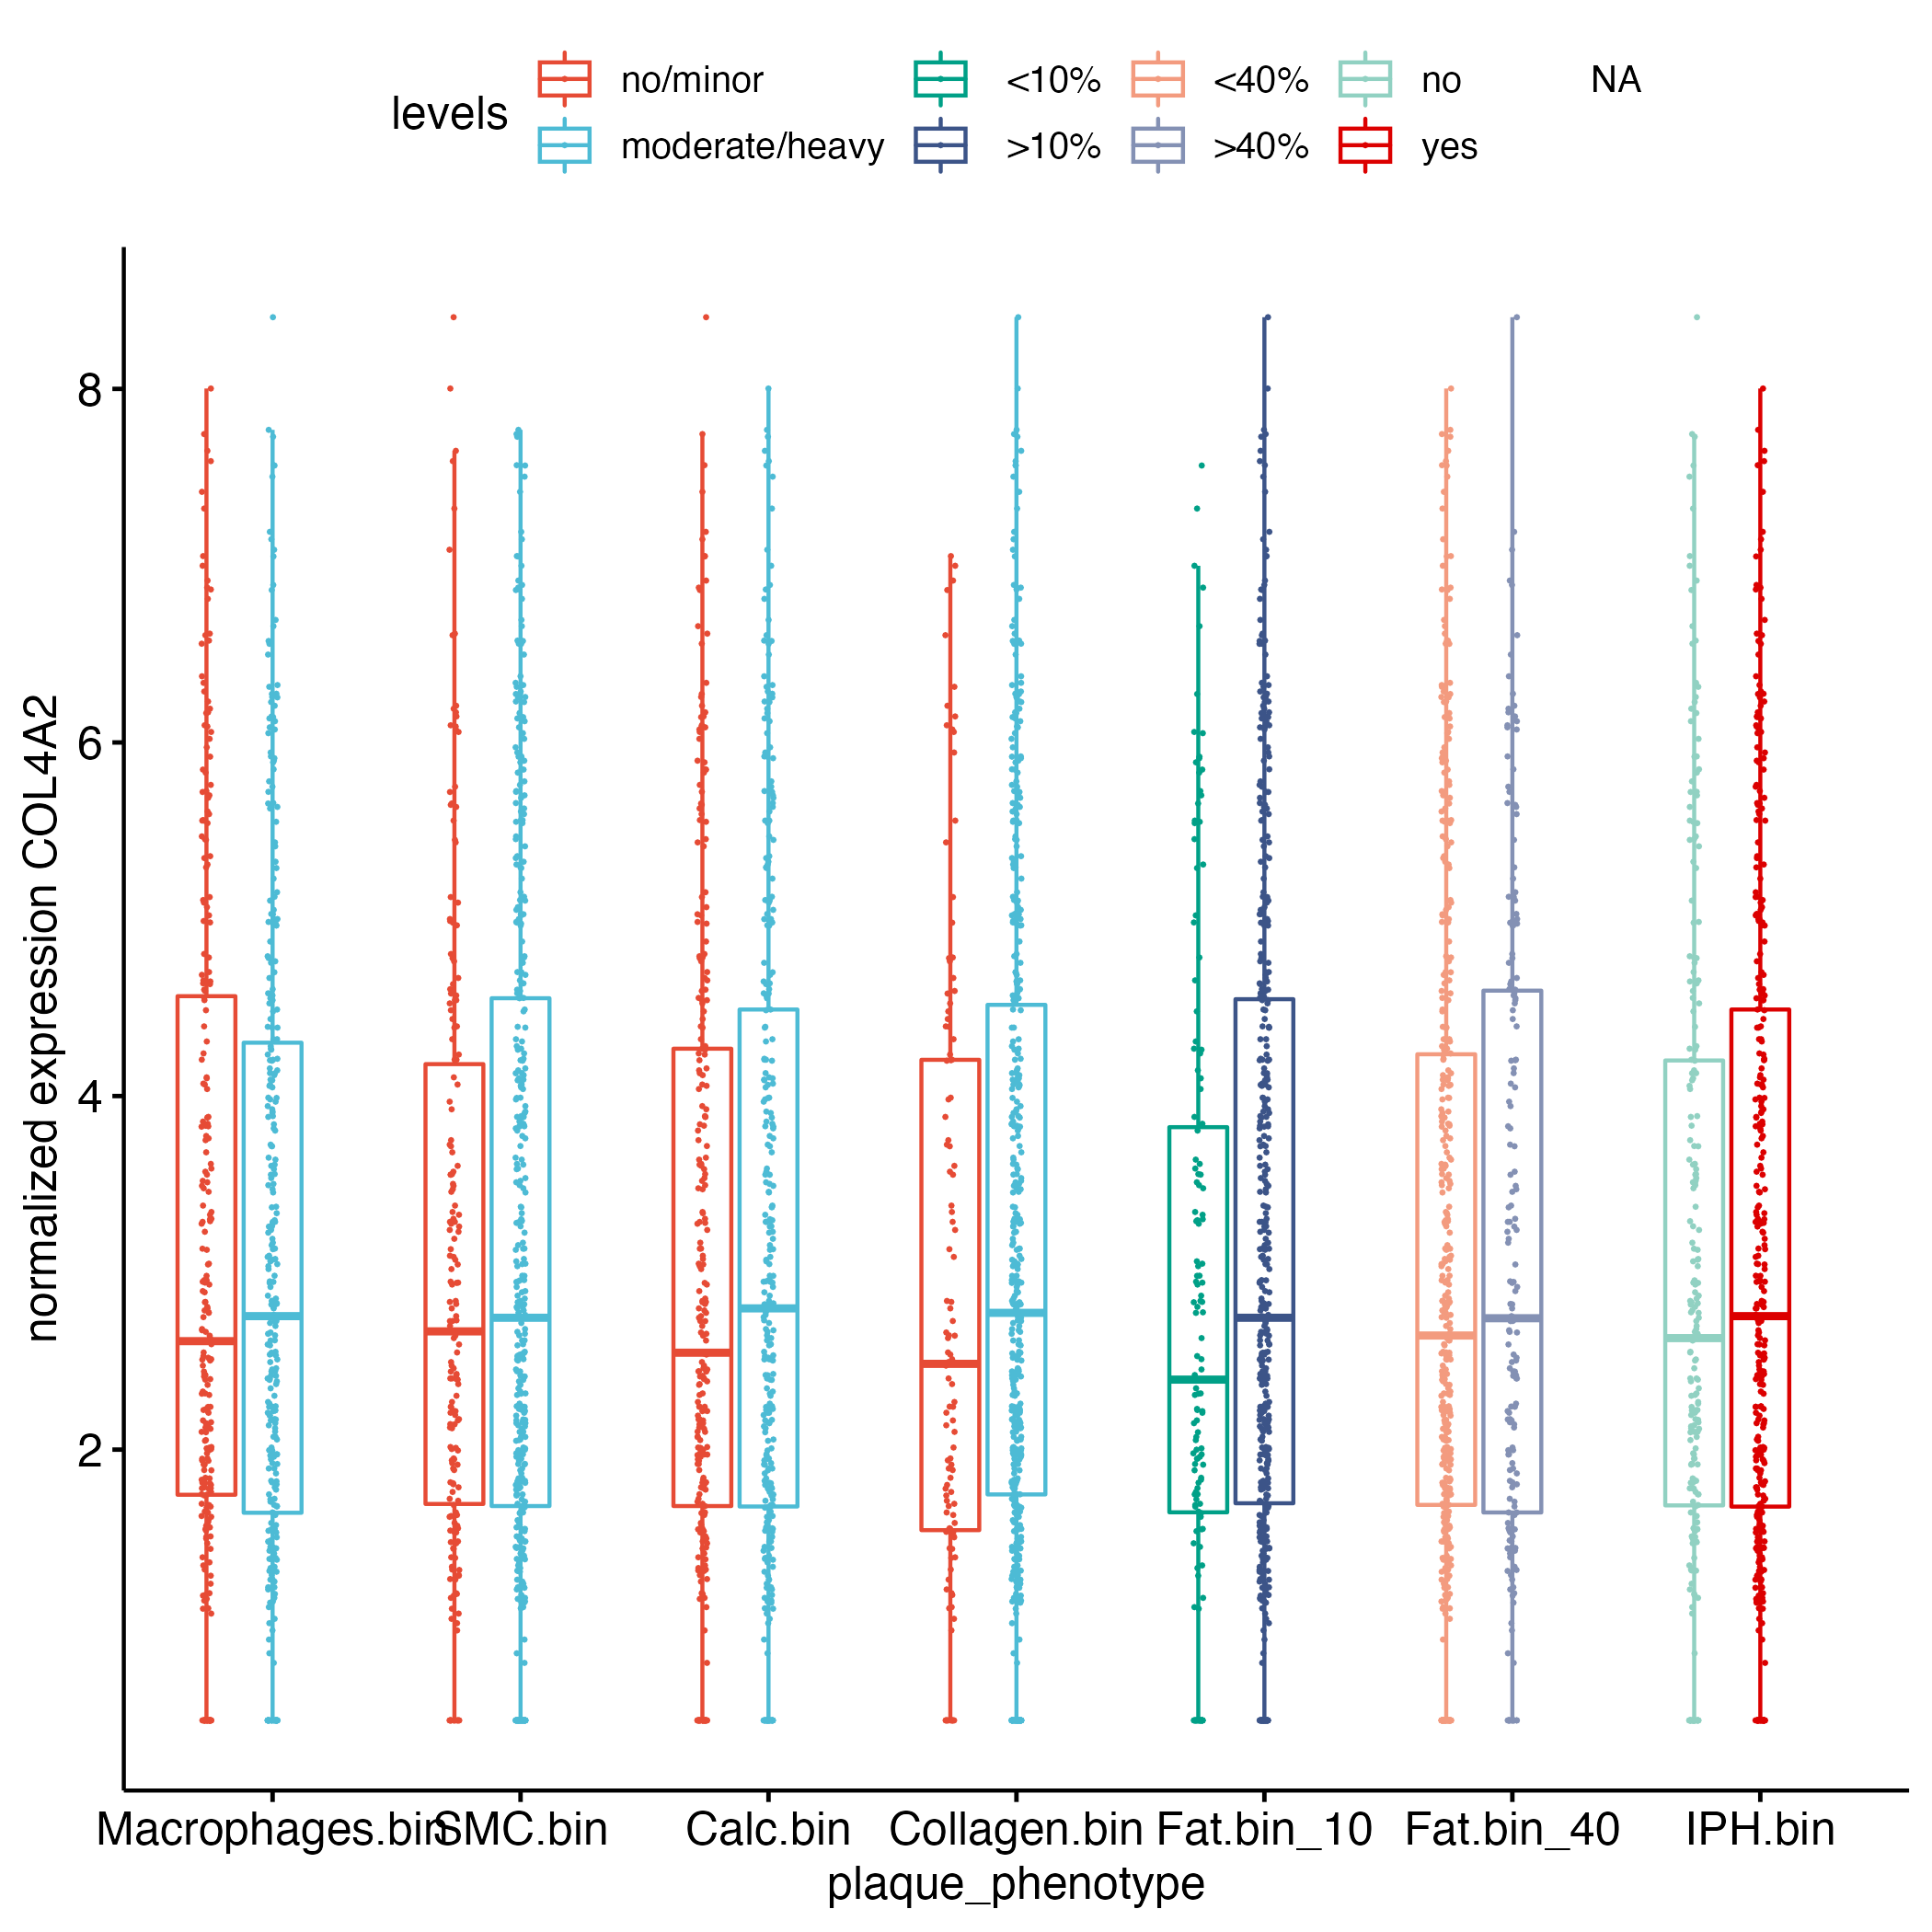 levels
no/minor <10% <40% no NA
moderate/heavy >10% >40% yes
normalized expression COL4A2
8
6
4
2
Macrophages.bin SMC.bin Calc.bin Collagen.bin Fat.bin_10 Fat.bin_40 IPH.bin
plaque_phenotype